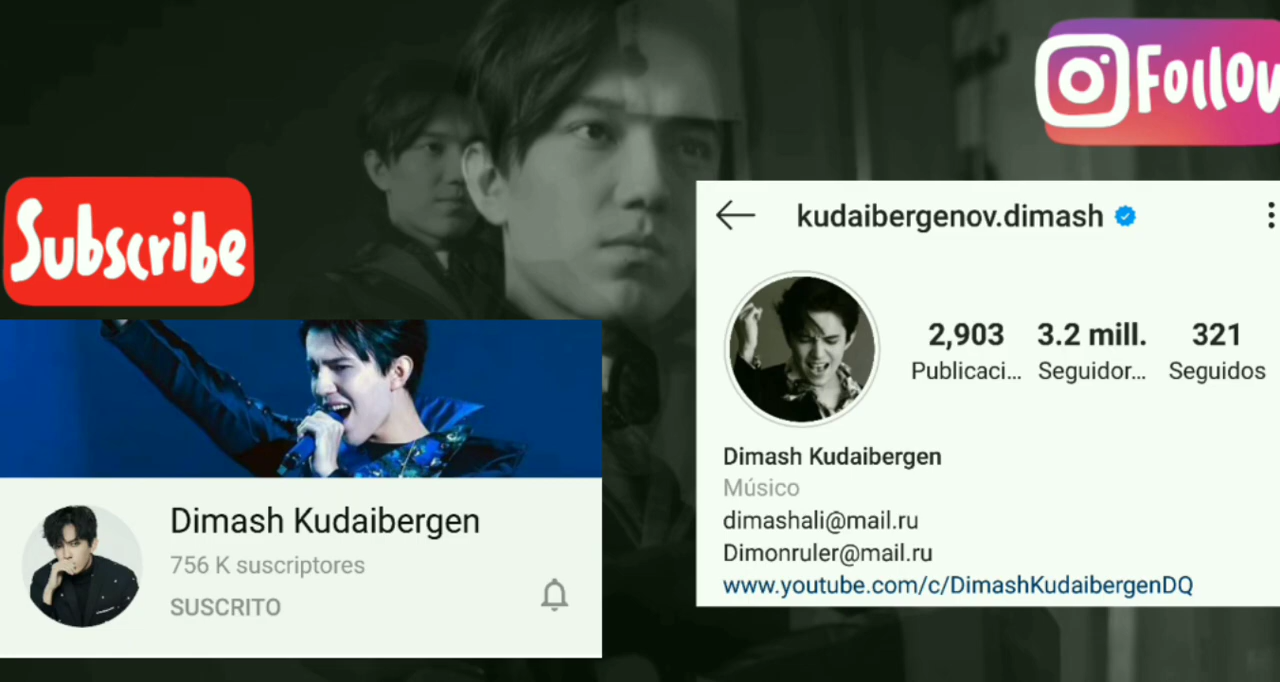 Follow
Subscribe
kudaibergenov.dimash
2,903 3.2 mill. 321
Publicaci... Seguidor... Seguidos
Dimash Kudaibergen
Músico
dimashali@mail.ru
Dimonruler@mail.ru
www.youtube.com/c/DimashKudaibergenDQ
Dimash Kudaibergen
756 K suscriptores
SUSCRITO